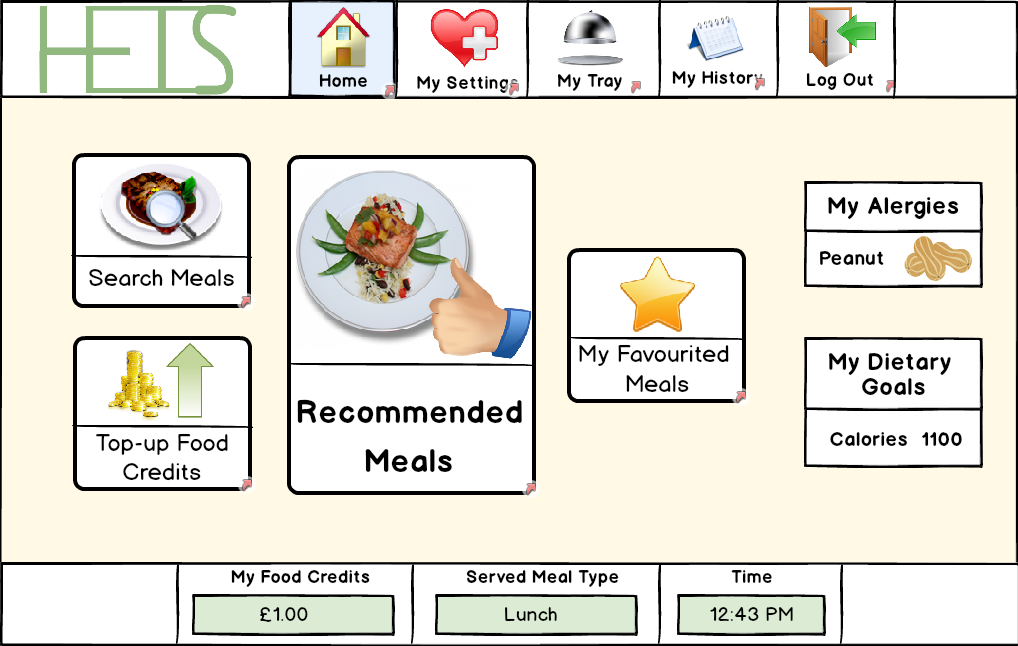 HETS
Home
My Settings
My Tray
My History
Log Out
Search Meals
Top-up Food
Credits
Recommended
Meals
My Favourited
Meals
My Alergies
Peanut
My Dietary
Goals
Calories 1100
My Food Credits
£1.00
Served Meal Type
Lunch
Time
12:43 PM